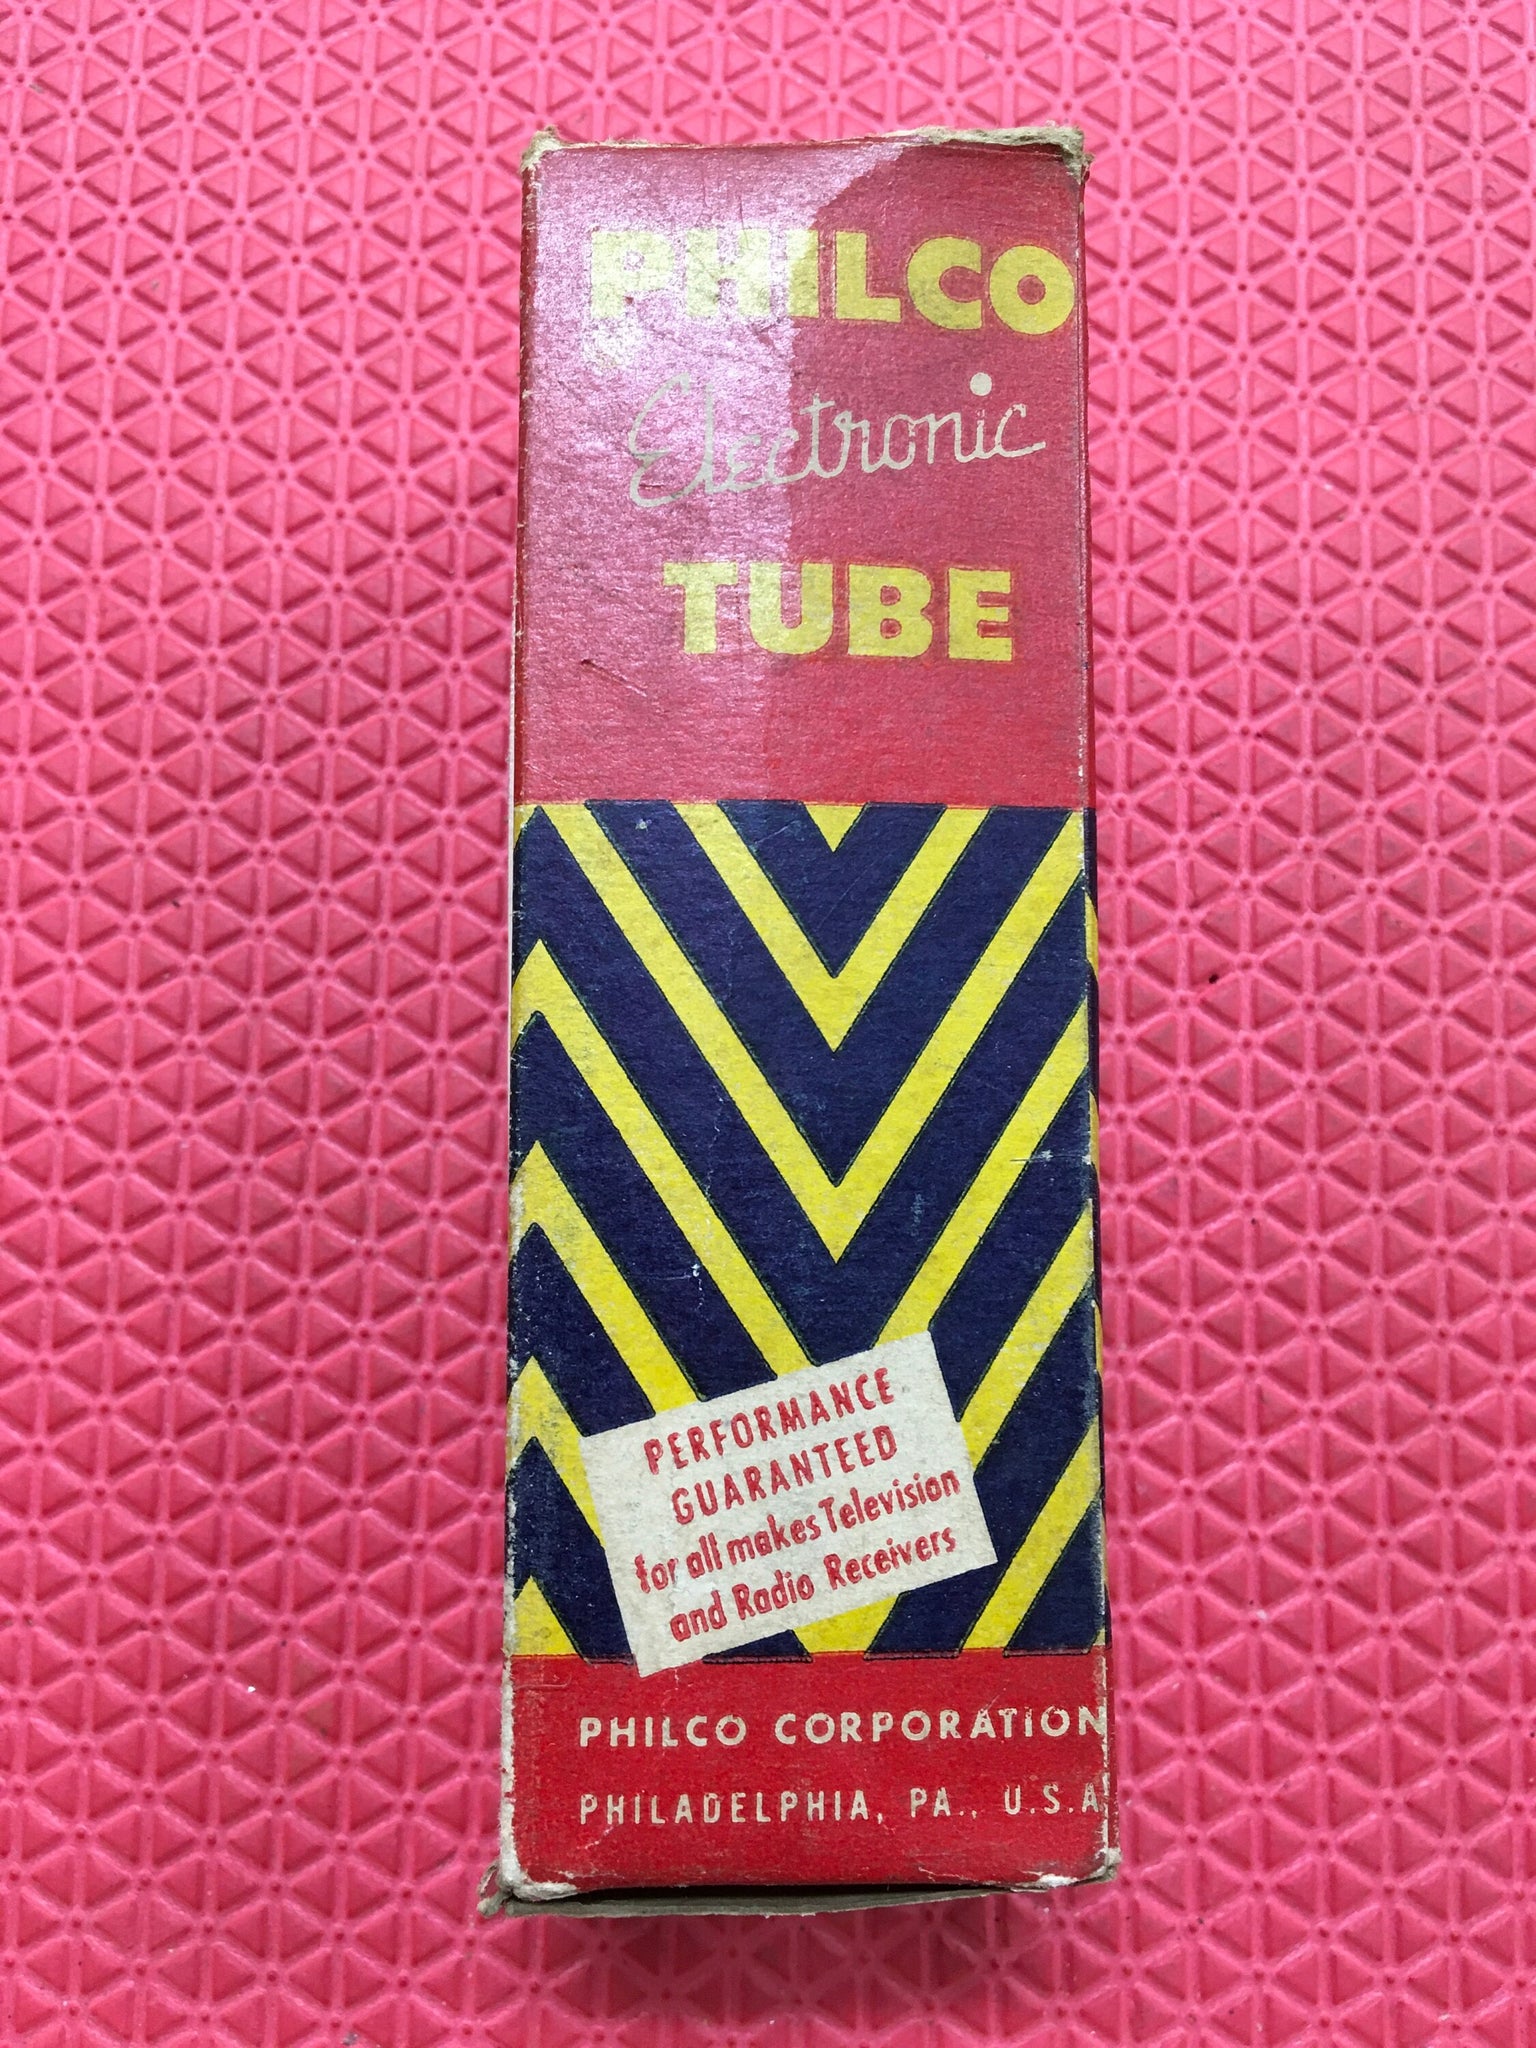 PHILCO
Electronic
TUBE
PERFORMANCE
GUARANTEED
for all makes Television
and Radio Receivers
PHILCO CORPORATION
PHILADELPHIA, PA., U.S.A.